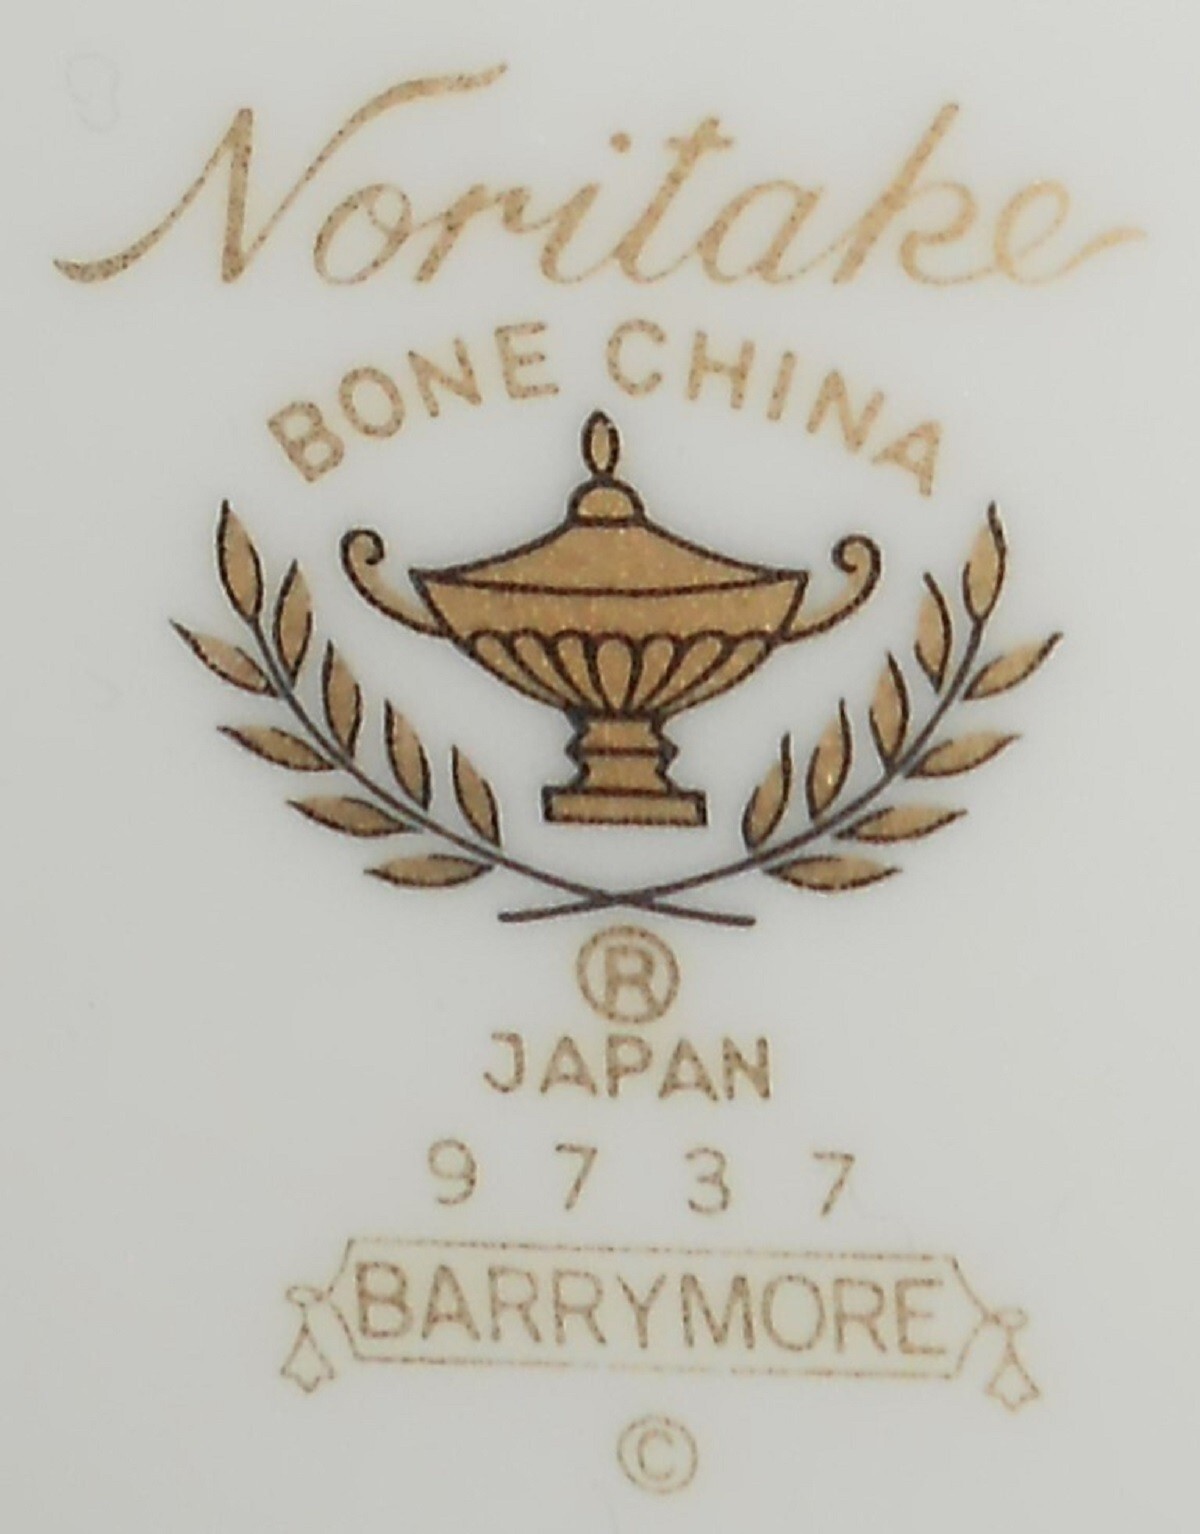 Noritake
BONE CHINA
®
JAPAN
9737
BARRYMORE
©